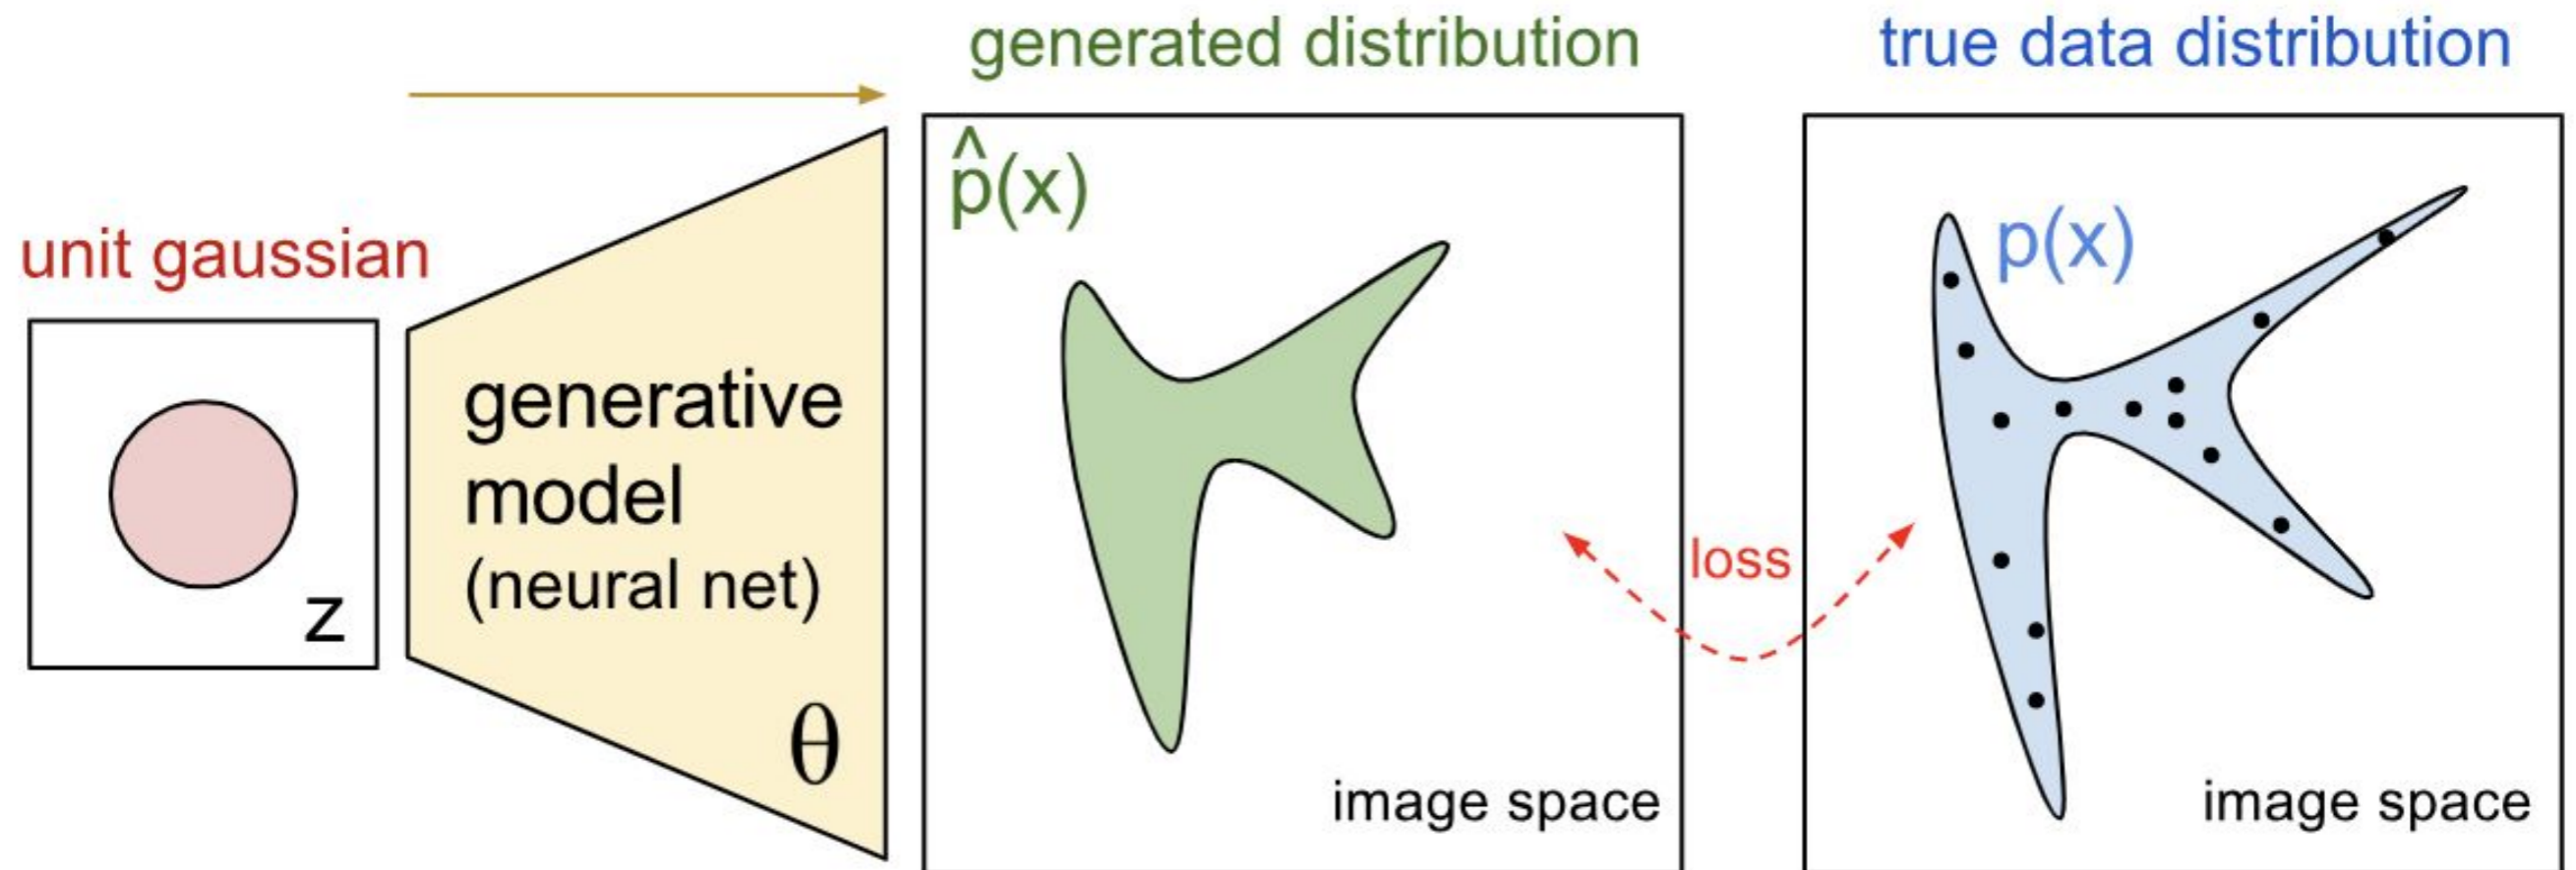 generated distribution
true data distribution
p̂(x)
unit gaussian
p(x)
generative
model
(neural net)
loss
z
θ
image space
image space